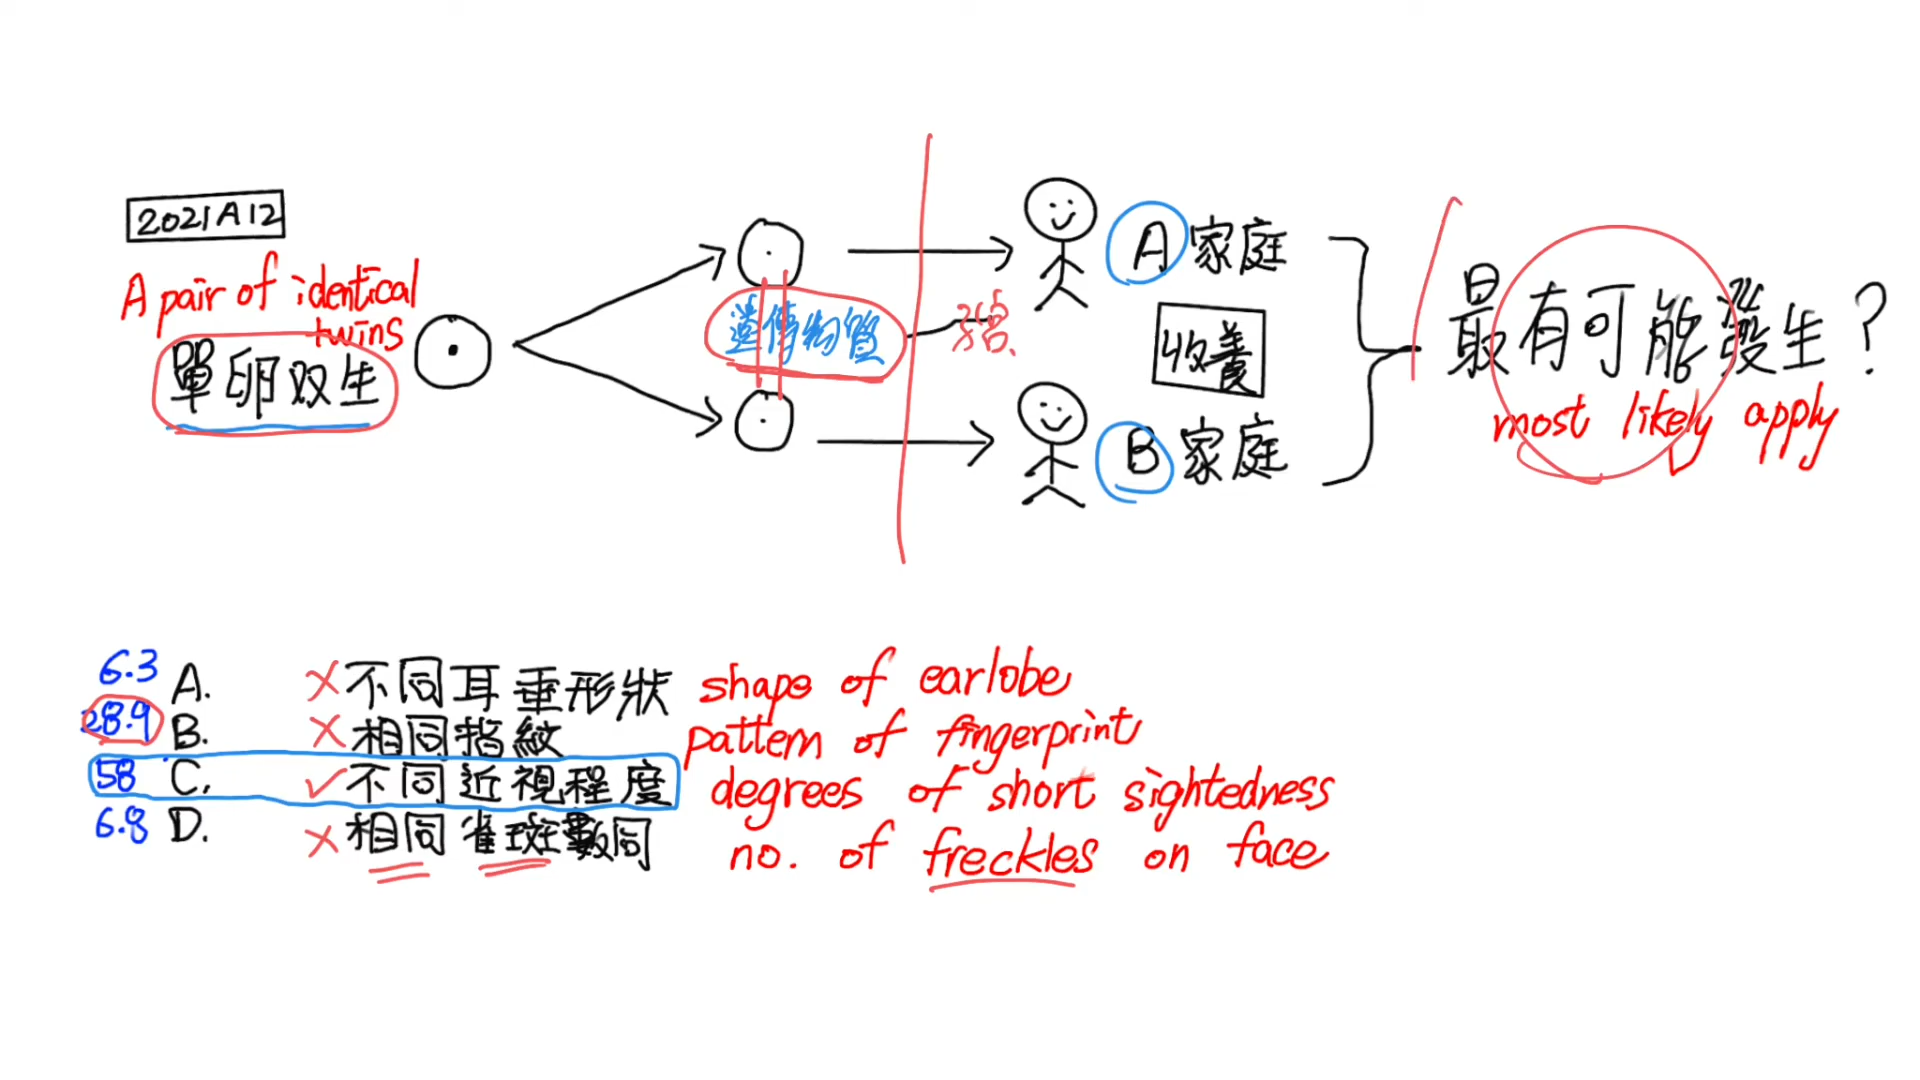 2021A12
A pair of identical
twins
單卵双生
遺傳物質
A家庭
收養
B家庭
最有可能發生?
most likely apply
6.3 A. ×不同耳垂形狀 shape of earlobe
28.9 B. ×相同指紋 pattern of fingerprint
58 C. ✓不同近視程度 degrees of short sightedness
6.8 D. ×相同雀斑數同 no. of freckles on face